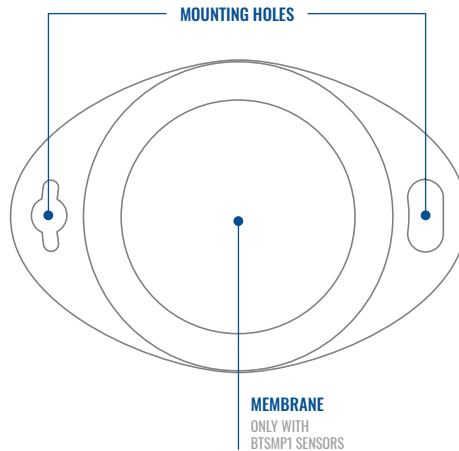 MOUNTING HOLES
MEMBRANE
ONLY WITH
BTSMP1 SENSORS